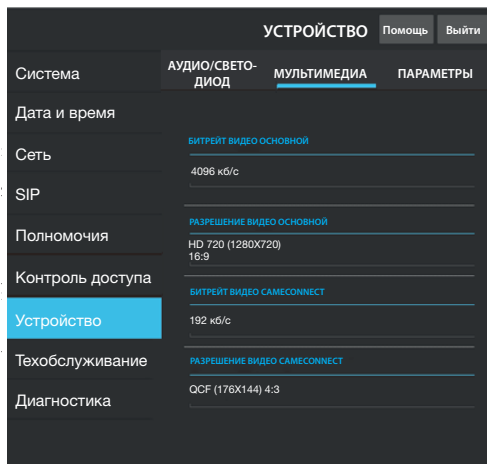 УСТРОЙСТВО
Помощь
Выйти
Система
Дата и время
Сеть
SIP
Полномочия
Контроль доступа
Устройство
Техобслуживание
Диагностика
АУДИО/СВЕТО-
ДИОД
МУЛЬТИМЕДИА
ПАРАМЕТРЫ
БИТРЕЙТ ВИДЕО ОСНОВНОЙ
4096 кб/с
РАЗРЕШЕНИЕ ВИДЕО ОСНОВНОЙ
HD 720 (1280X720)
16:9
БИТРЕЙТ ВИДЕО CAMECONNECT
192 кб/с
РАЗРЕШЕНИЕ ВИДЕО CAMECONNECT
QCF (176X144) 4:3